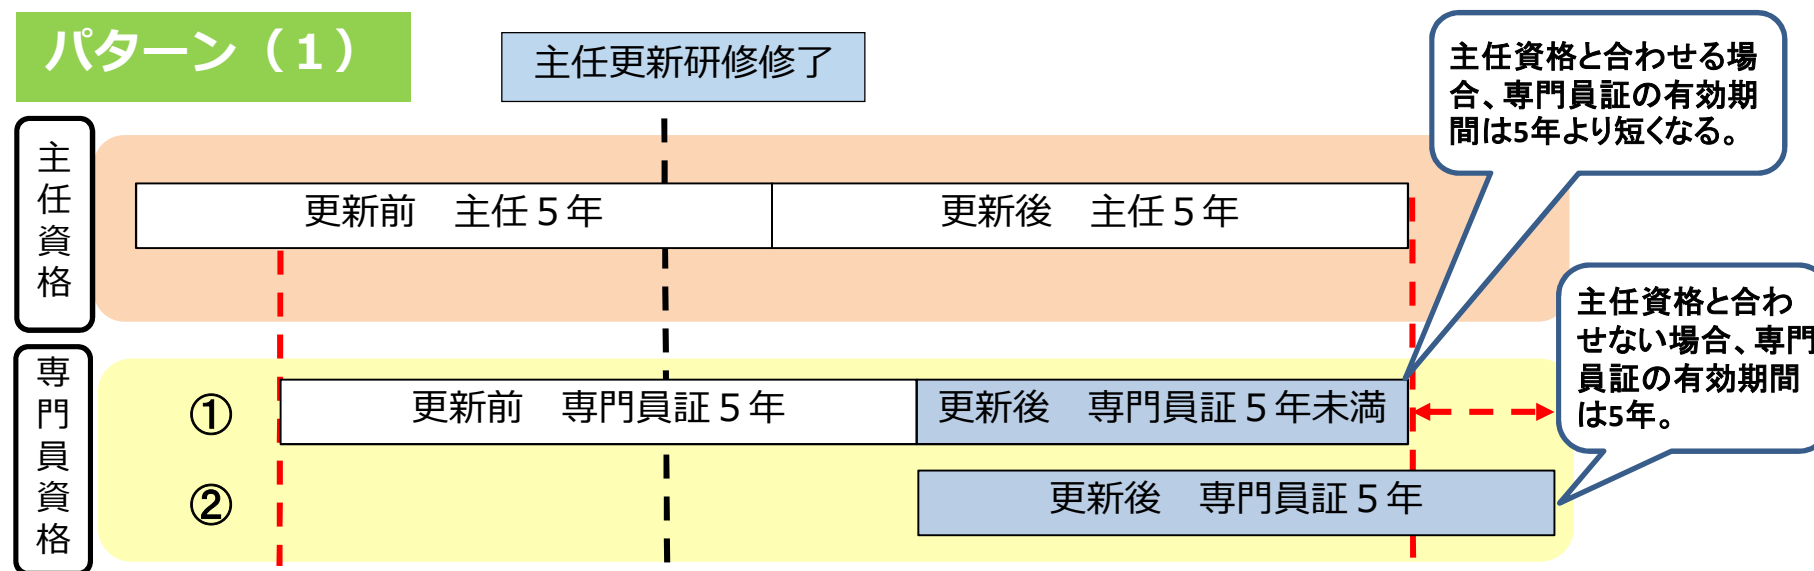 パターン（１）
主任更新研修修了
主任資格と合わせる場
合、専門員証の有効期
間は5年より短くなる。
主任資格
更新前　主任５年
更新後　主任５年
主任資格と合わ
せない場合、専門
員証の有効期間
は5年。
専門員資格
①
更新前　専門員証５年
更新後　専門員証５年未満
②
更新後　専門員証５年